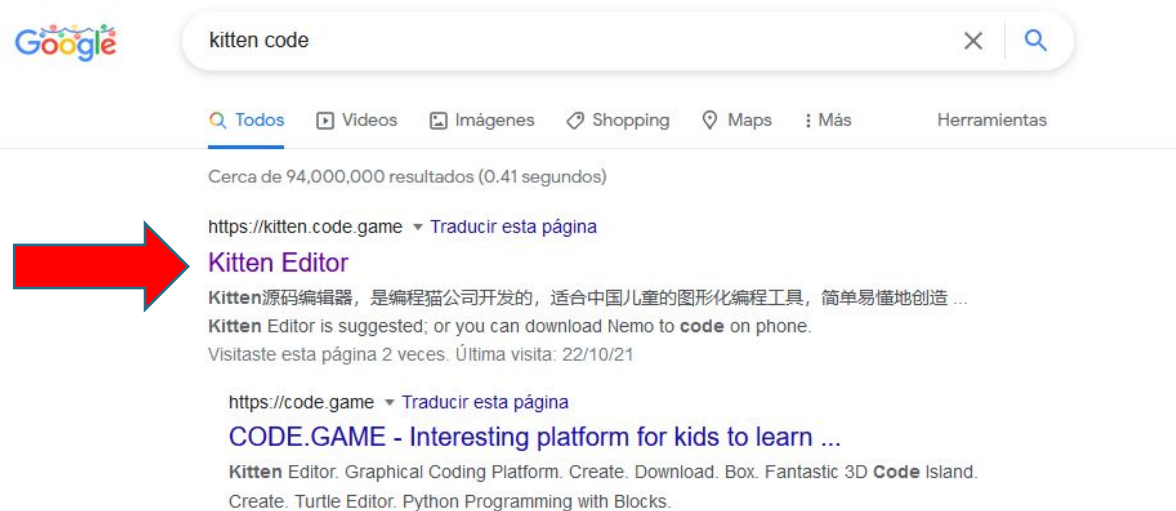 Google
kitten code
Todos Videos Imágenes Shopping Maps Más Herramientas
Cerca de 94,000,000 resultados (0.41 segundos)
https://kitten.code.game Traducir esta página
Kitten Editor
Kitten源码编辑器，是编程猫公司开发的，适合中国儿童的图形化编程工具，简单易懂地创造 ...
Kitten Editor is suggested; or you can download Nemo to code on phone.
Visitaste esta página 2 veces. Última visita: 22/10/21
https://code.game Traducir esta página
CODE.GAME - Interesting platform for kids to learn ...
Kitten Editor. Graphical Coding Platform. Create. Download. Box. Fantastic 3D Code Island.
Create. Turtle Editor. Python Programming with Blocks.